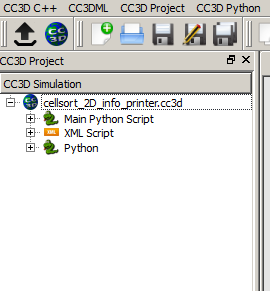 CC3D C++ CC3DML CC3D Project CC3D Python
CC3D Project
CC3D Simulation
cellsort_2D_info_printer.cc3d
Main Python Script
XML Script
Python